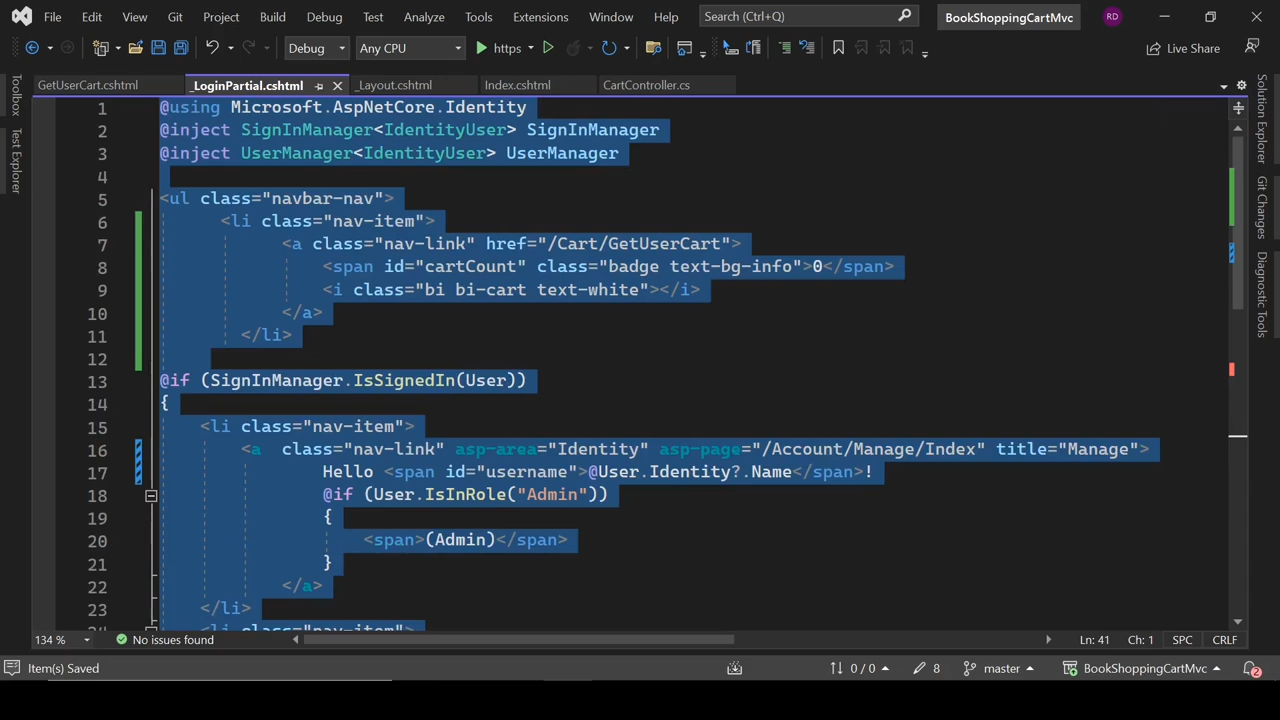 File Edit View Git Project Build Debug Test Analyze Tools Extensions Window Help Search (Ctrl+Q) BookShoppingCartMvc RD
Debug Any CPU https Live Share
GetUserCart.cshtml _LoginPartial.cshtml _Layout.cshtml Index.cshtml CartController.cs
Toolbox
Test Explorer
1 @using Microsoft.AspNetCore.Identity
2 @inject SignInManager<IdentityUser> SignInManager
3 @inject UserManager<IdentityUser> UserManager
4
5 <ul class="navbar-nav">
6 <li class="nav-item">
7 <a class="nav-link" href="/Cart/GetUserCart">
8 <span id="cartCount" class="badge text-bg-info">0</span>
9 <i class="bi bi-cart text-white"></i>
10 </a>
11 </li>
12
13 @if (SignInManager.IsSignedIn(User))
14 {
15 <li class="nav-item">
16 <a  class="nav-link" asp-area="Identity" asp-page="/Account/Manage/Index" title="Manage">
17 Hello <span id="username">@User.Identity?.Name</span>!
18 @if (User.IsInRole("Admin"))
19 {
20 <span>(Admin)</span>
21 }
22 </a>
23 </li>
24 <li class="nav-item">
Solution Explorer
Git Changes
Diagnostic Tools
134 % No issues found Ln: 41 Ch: 1 SPC CRLF
Item(s) Saved 0 / 0 8 master BookShoppingCartMvc 2